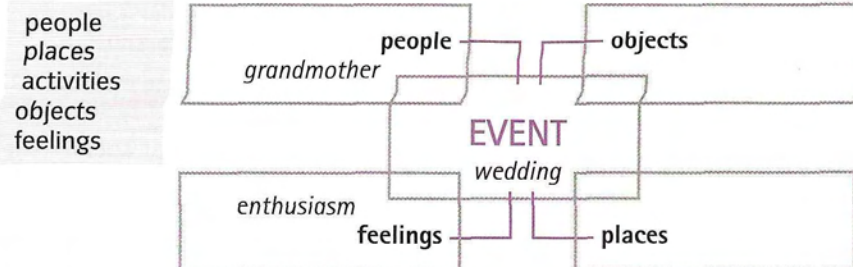 people
places
activities
objects
feelings
people
objects
grandmother
EVENT
wedding
enthusiasm
feelings
places